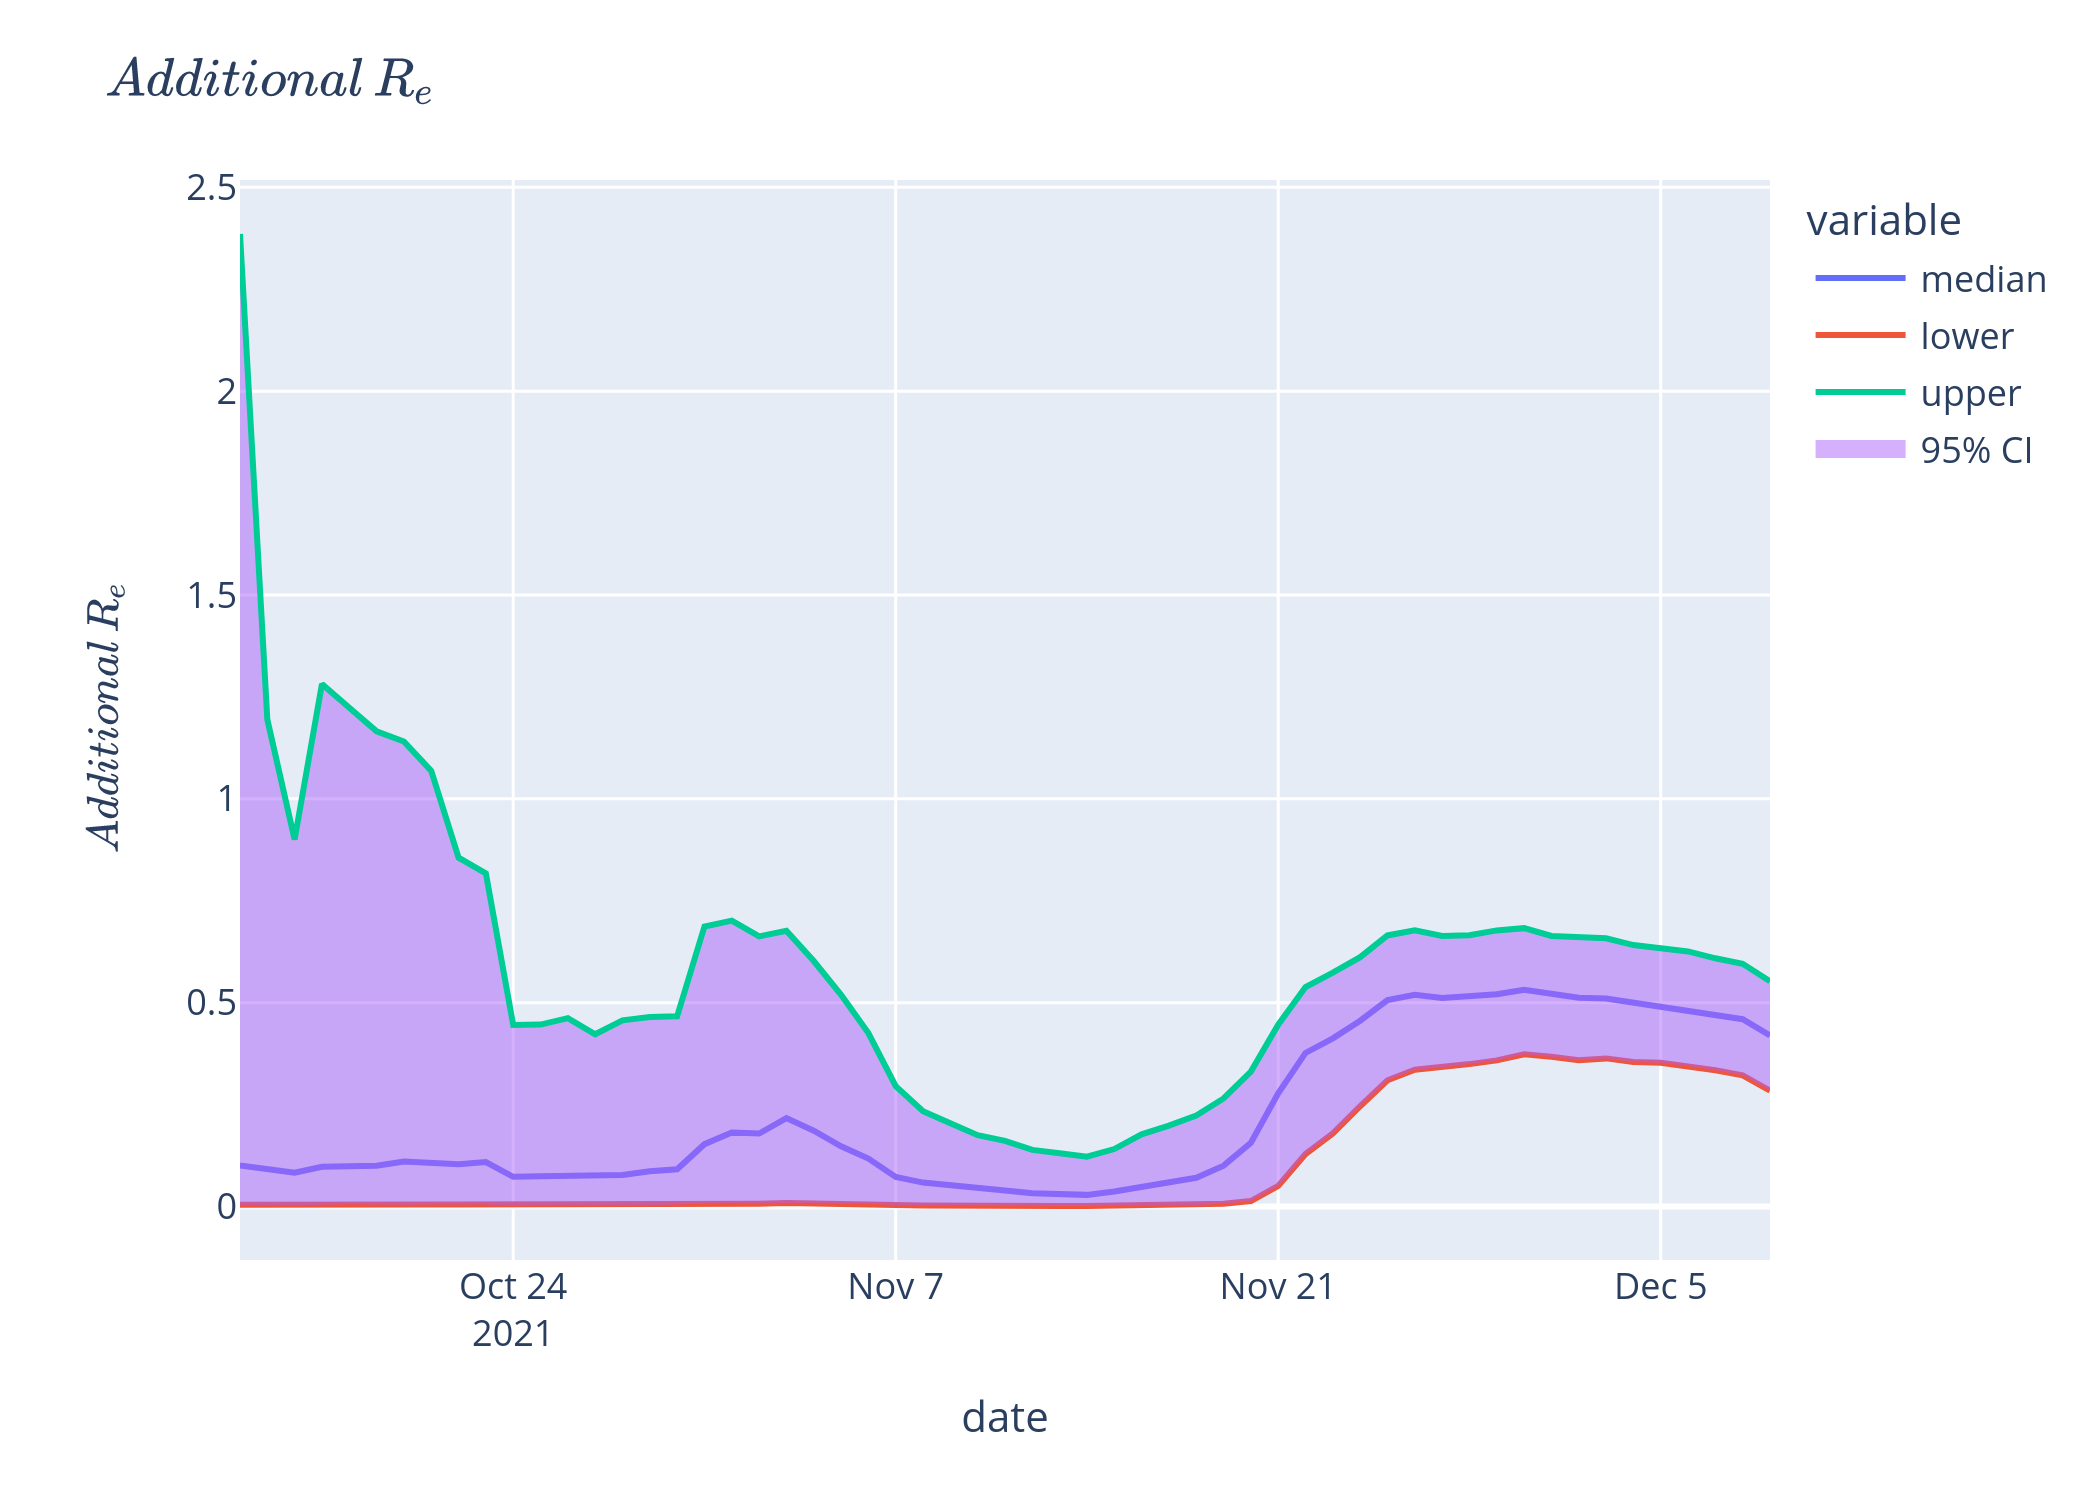 Additional Re
2.5
2
1.5
1
0.5
0
Additional Re
Oct 24
2021
Nov 7
Nov 21
Dec 5
date
variable
median
lower
upper
95% CI